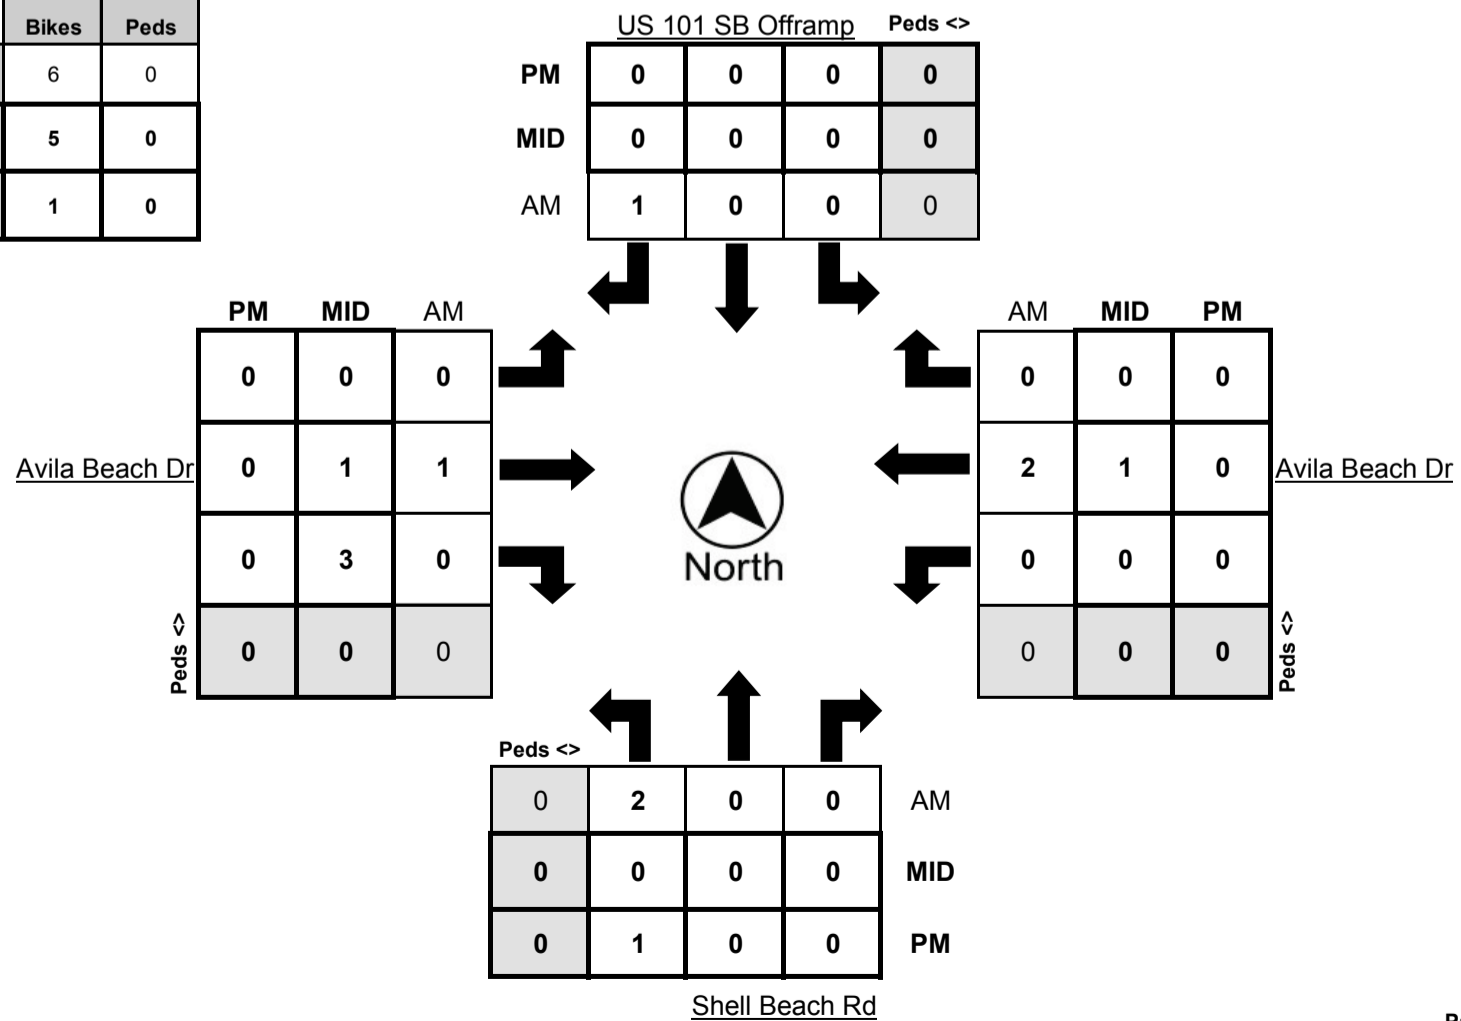 Bikes Peds
6 0
5 0
1 0
US 101 SB Offramp Peds <>
PM 0 0 0 0
MID 0 0 0 0
AM 1 0 0 0
PM MID AM
0 0 0
Avila Beach Dr 0 1 1
0 3 0
Peds <> 0 0 0
North
AM MID PM
0 0 0
2 1 0 Avila Beach Dr
0 0 0
0 0 0 Peds <>
Peds <>
0 2 0 0 AM
0 0 0 0 MID
0 1 0 0 PM
Shell Beach Rd